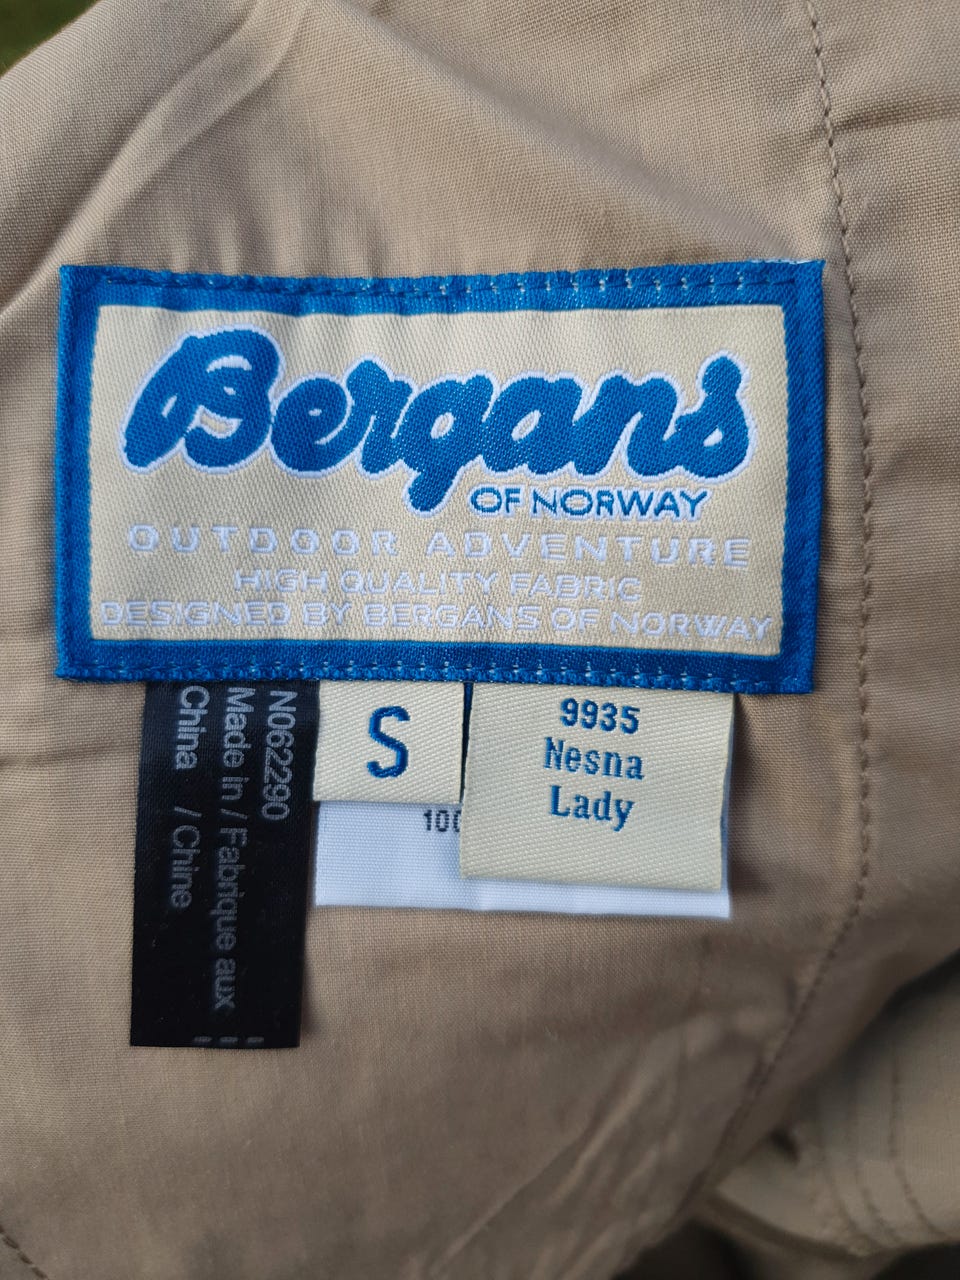 Bergans
OF NORWAY
OUTDOOR ADVENTURE
HIGH QUALITY FABRIC
DESIGNED BY BERGANS OF NORWAY
N062290
Made in / Fabrique aux
China / Chine
S
100
9935
Nesna
Lady